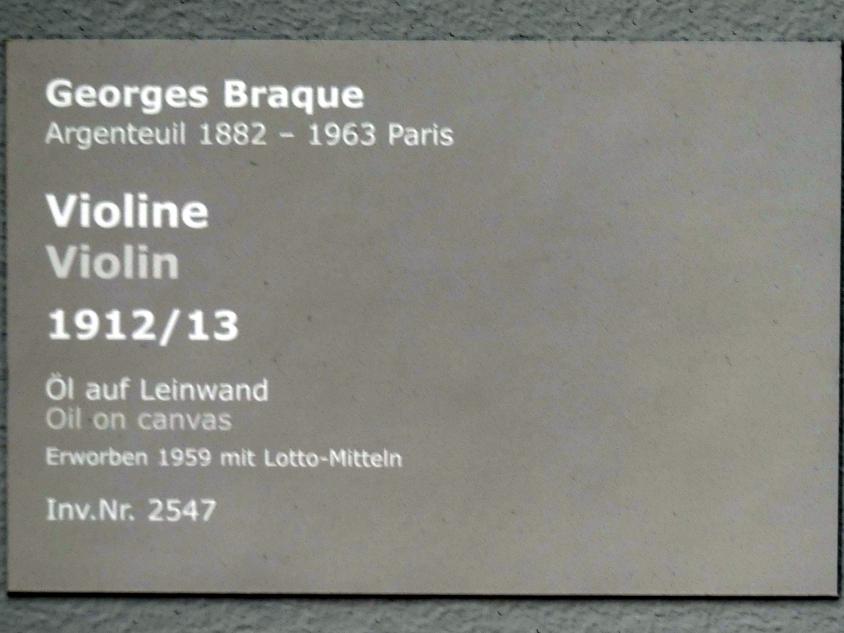 Georges Braque
Argenteuil 1882 – 1963 Paris
Violine
Violin
1912/13
Öl auf Leinwand
Oil on canvas
Erworben 1959 mit Lotto-Mitteln
Inv.Nr. 2547